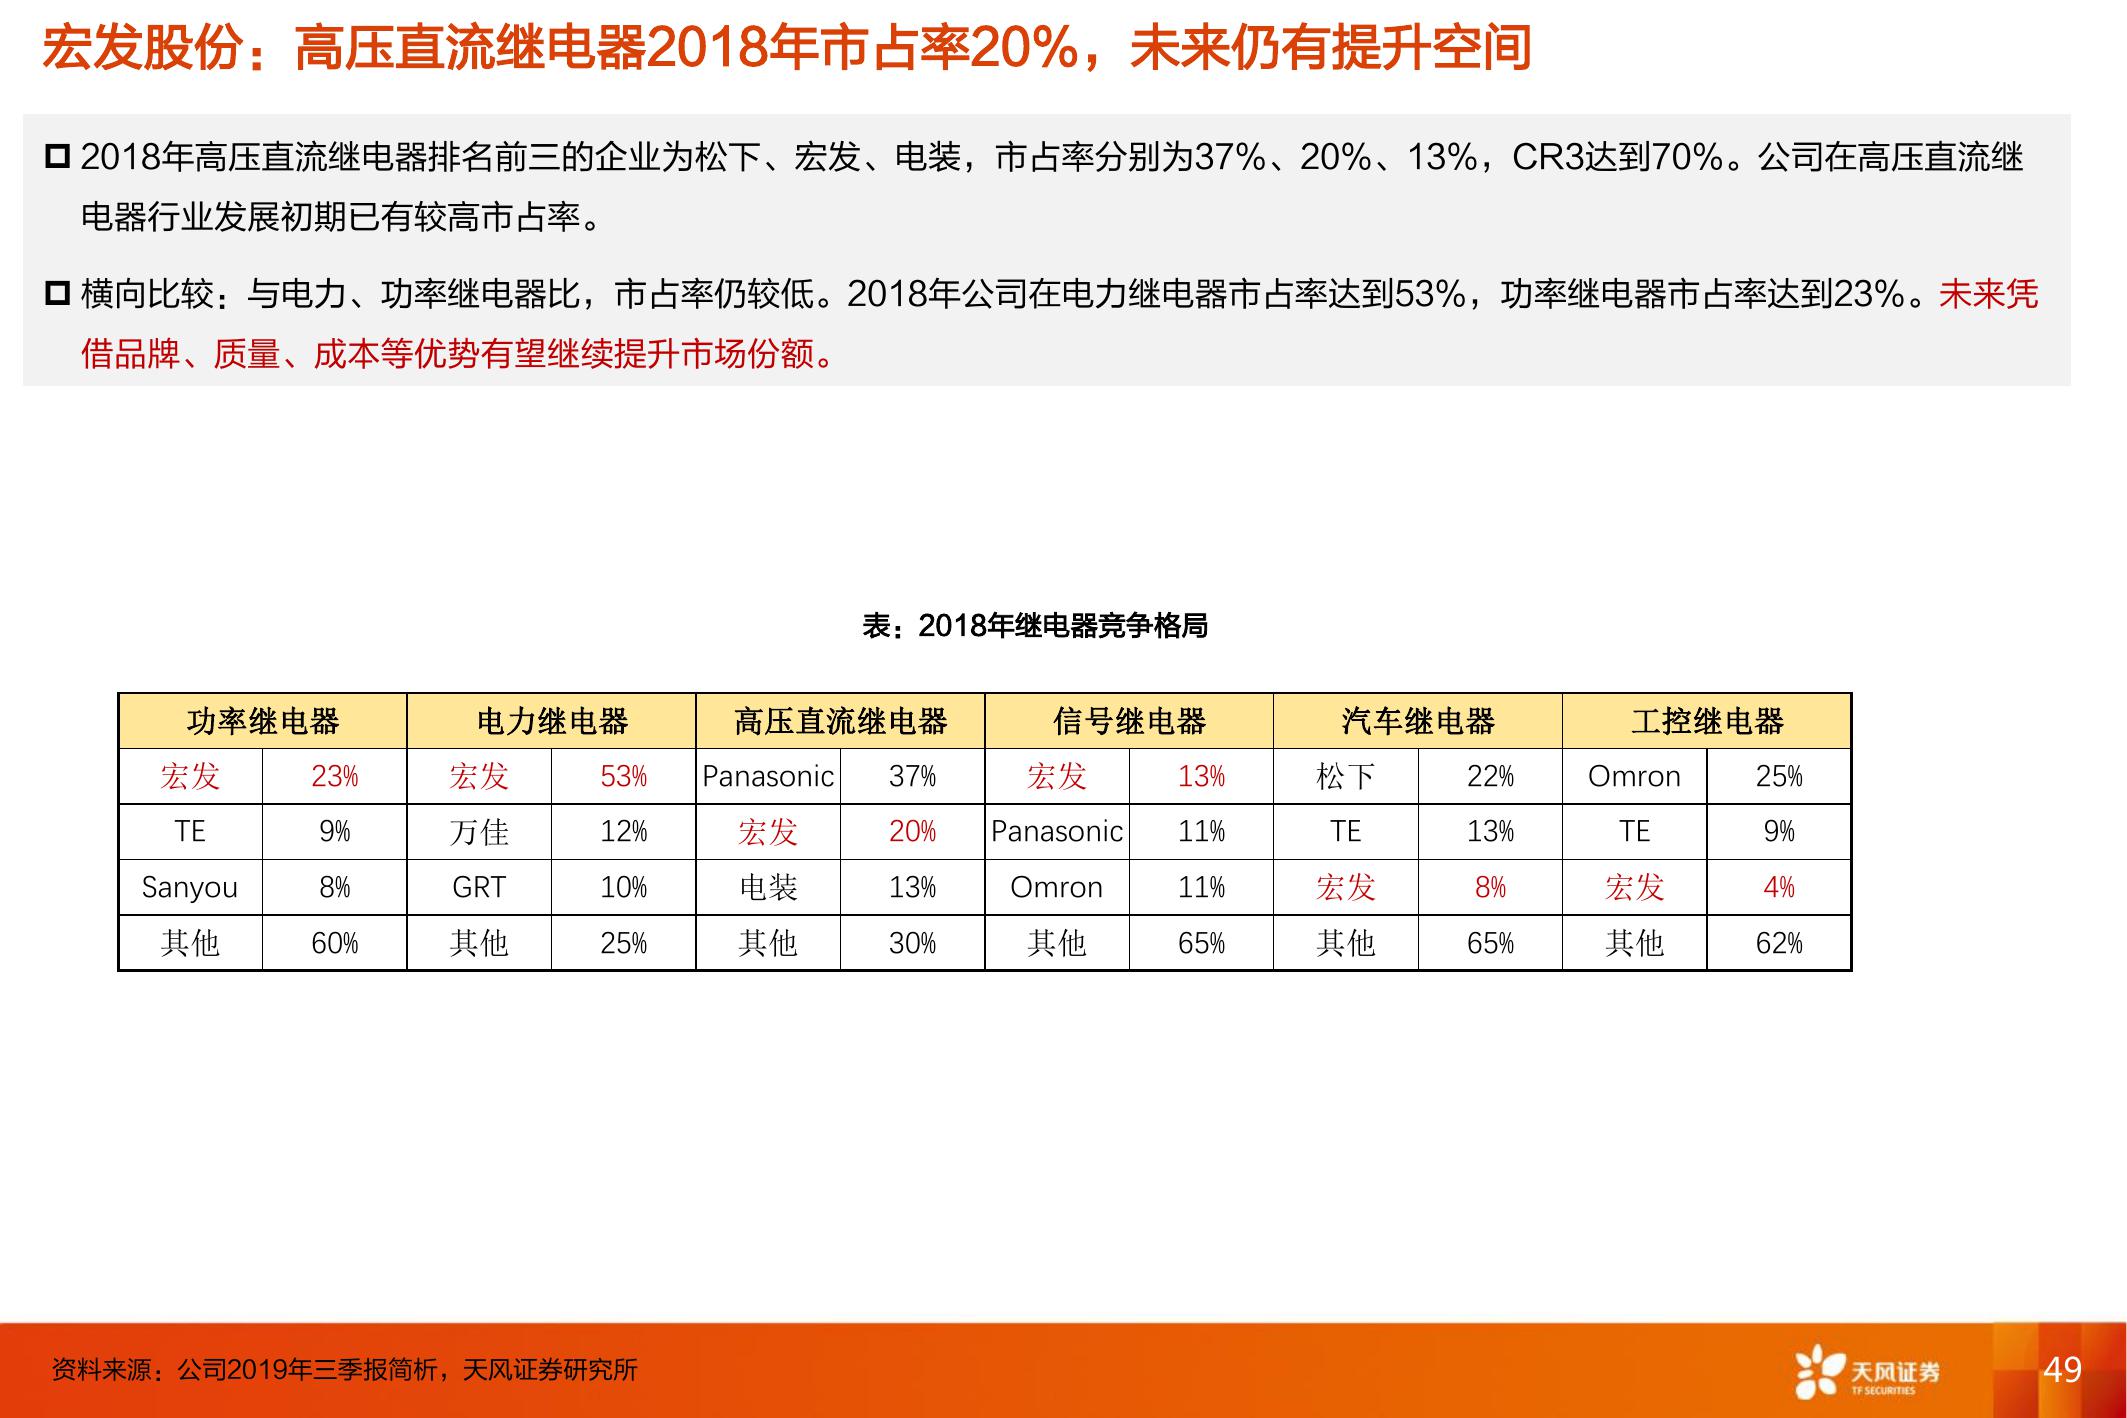 宏发股份：高压直流继电器2018年市占率20%，未来仍有提升空间
2018年高压直流继电器排名前三的企业为松下、宏发、电装，市占率分别为37%、20%、13%，CR3达到70%。公司在高压直流继
电器行业发展初期已有较高市占率。
横向比较：与电力、功率继电器比，市占率仍较低。2018年公司在电力继电器市占率达到53%，功率继电器市占率达到23%。未来凭
借品牌、质量、成本等优势有望继续提升市场份额。
表：2018年继电器竞争格局
功率继电器 电力继电器 高压直流继电器 信号继电器 汽车继电器 工控继电器
宏发 23% 宏发 53% Panasonic 37% 宏发 13% 松下 22% Omron 25%
TE 9% 万佳 12% 宏发 20% Panasonic 11% TE 13% TE 9%
Sanyou 8% GRT 10% 电装 13% Omron 11% 宏发 8% 宏发 4%
其他 60% 其他 25% 其他 30% 其他 65% 其他 65% 其他 62%
资料来源：公司2019年三季报简析，天风证券研究所
天风证券
TF SECURITIES
49